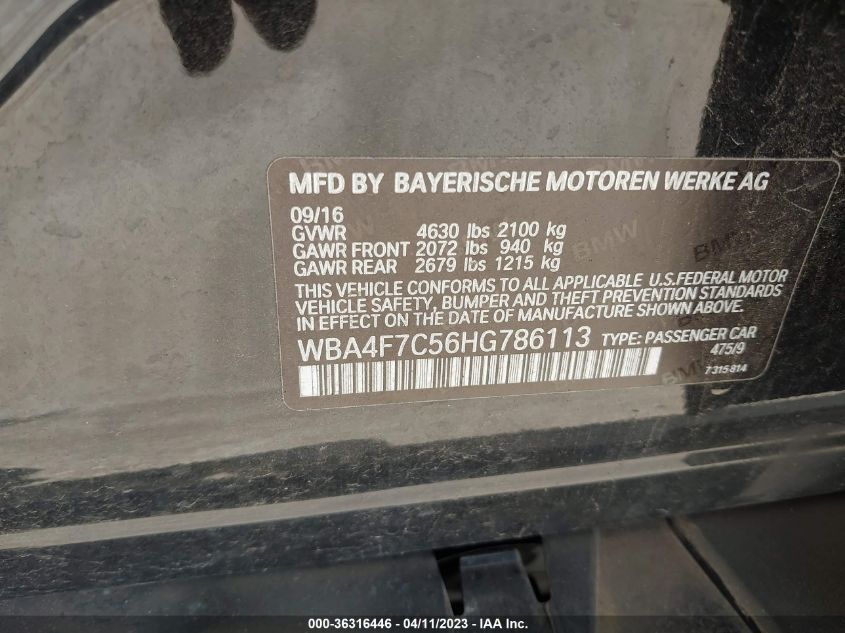 MFD BY BAYERISCHE MOTOREN WERKE AG
09/16
GVWR 4630 lbs 2100 kg
GAWR FRONT 2072 lbs 940 kg
GAWR REAR 2679 lbs 1215 kg
THIS VEHICLE CONFORMS TO ALL APPLICABLE U.S.FEDERAL MOTOR
VEHICLE SAFETY, BUMPER AND THEFT PREVENTION STANDARDS
IN EFFECT ON THE DATE OF MANUFACTURE SHOWN ABOVE.
WBA4F7C56HG786113 TYPE: PASSENGER CAR
475/9
7315814
000-36316446 - 04/11/2023 - IAA Inc.